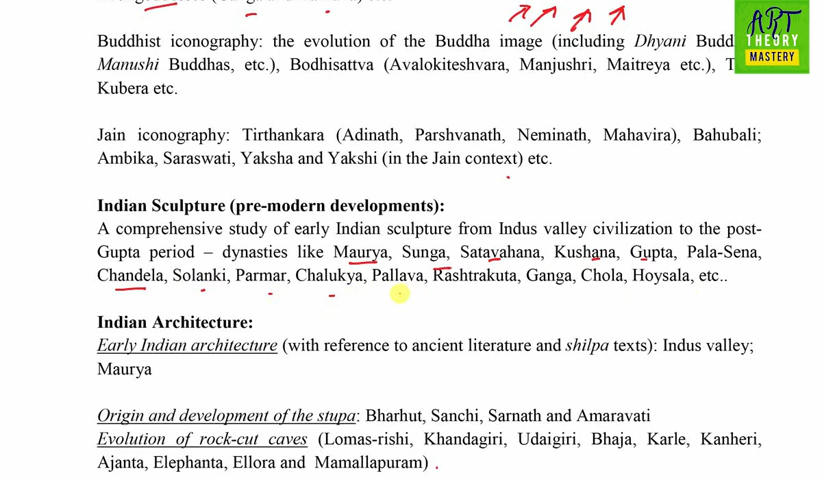 ART
THEORY
MASTERY
Buddhist iconography: the evolution of the Buddha image (including Dhyani
Manushi Buddhas, etc.), Bodhisattva (Avalokiteshvara, Manjushri, Maitreya etc.),
Kubera etc.
Jain iconography: Tirthankara (Adinath, Parshvanath, Neminath, Mahavira), Bahubali;
Ambika, Saraswati, Yaksha and Yakshi (in the Jain context) etc.
Indian Sculpture (pre-modern developments):
A comprehensive study of early Indian sculpture from Indus valley civilization to the post-
Gupta period – dynasties like Maurya, Sunga, Satavahana, Kushana, Gupta, Pala-Sena,
Chandela, Solanki, Parmar, Chalukya, Pallava, Rashtrakuta, Ganga, Chola, Hoysala, etc..
Indian Architecture:
Early Indian architecture (with reference to ancient literature and shilpa texts): Indus valley;
Maurya
Origin and development of the stupa: Bharhut, Sanchi, Sarnath and Amaravati
Evolution of rock-cut caves (Lomas-rishi, Khandagiri, Udaigiri, Bhaja, Karle, Kanheri,
Ajanta, Elephanta, Ellora and Mamallapuram)